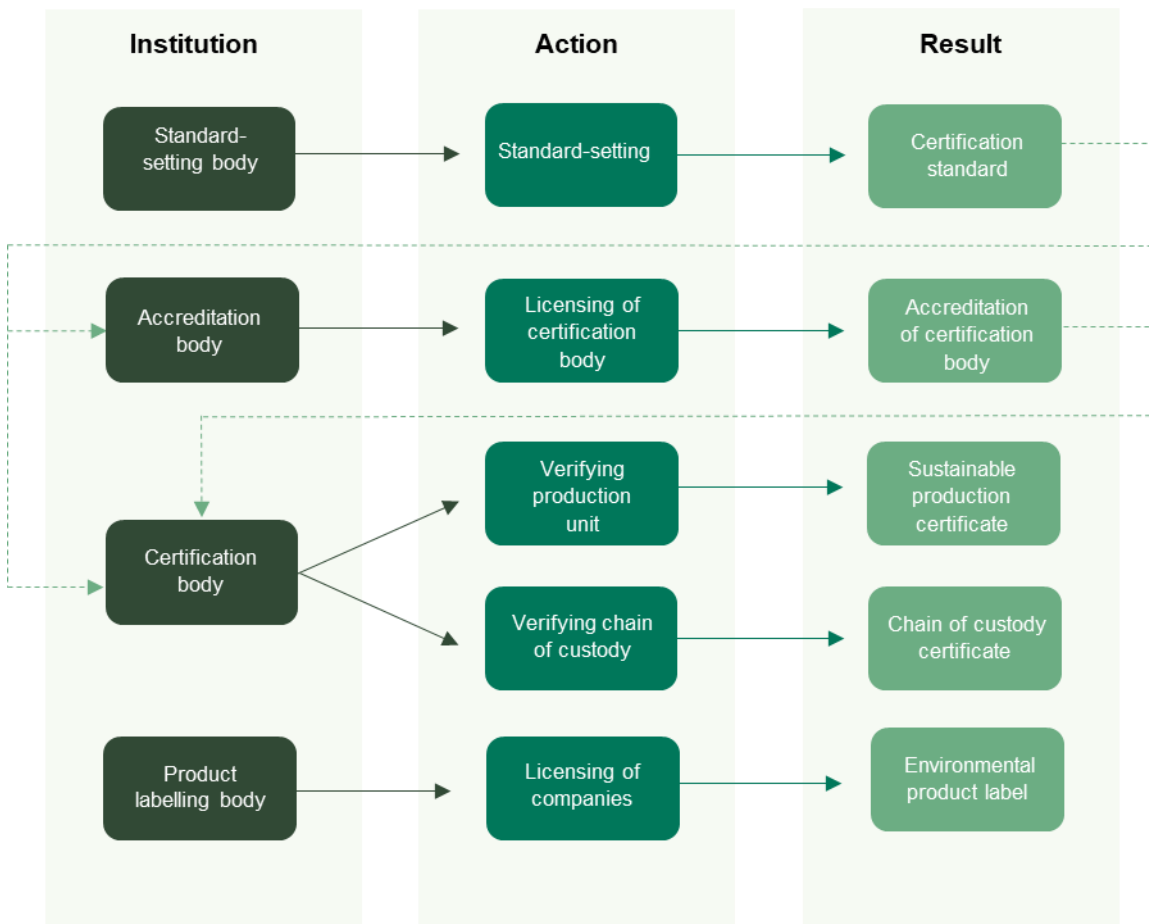 Institution
Action
Result
Standard-
setting body
Standard-setting
Certification
standard
Accreditation
body
Licensing of
certification
body
Accreditation
of certification
body
Certification
body
Verifying
production
unit
Sustainable
production
certificate
Verifying chain
of custody
Chain of custody
certificate
Product
labelling body
Licensing of
companies
Environmental
product label